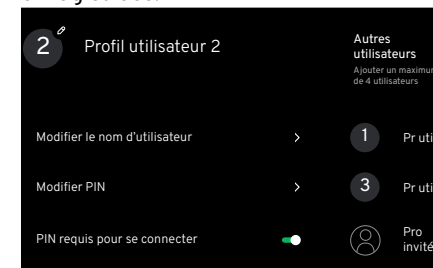 2
Profil utilisateur 2
Modifier le nom d'utilisateur
Modifier PIN
PIN requis pour se connecter
Autres
utilisateurs
Ajouter un maximum
de 4 utilisateurs
1
Pr uti
3
Pr uti
Pro
invité